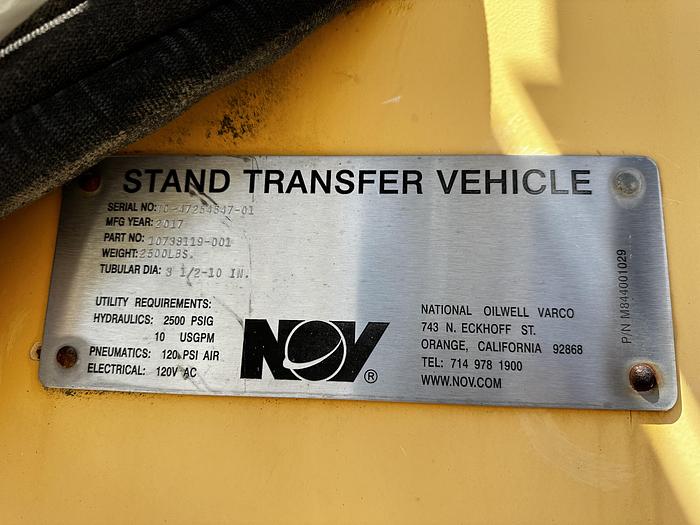 STAND TRANSFER VEHICLE
SERIAL NO:
MFG YEAR: 2017
PART NO: 10739119-001
WEIGHT: 2500LBS.
TUBULAR DIA: 3 1/2-10 IN.
UTILITY REQUIREMENTS:
HYDRAULICS: 2500 PSIG
10 USGPM
PNEUMATICS: 120 PSI AIR
ELECTRICAL: 120V AC
NOV®
NATIONAL OILWELL VARCO
743 N. ECKHOFF ST.
ORANGE, CALIFORNIA 92868
TEL: 714 978 1900
WWW.NOV.COM
P/N M844001029